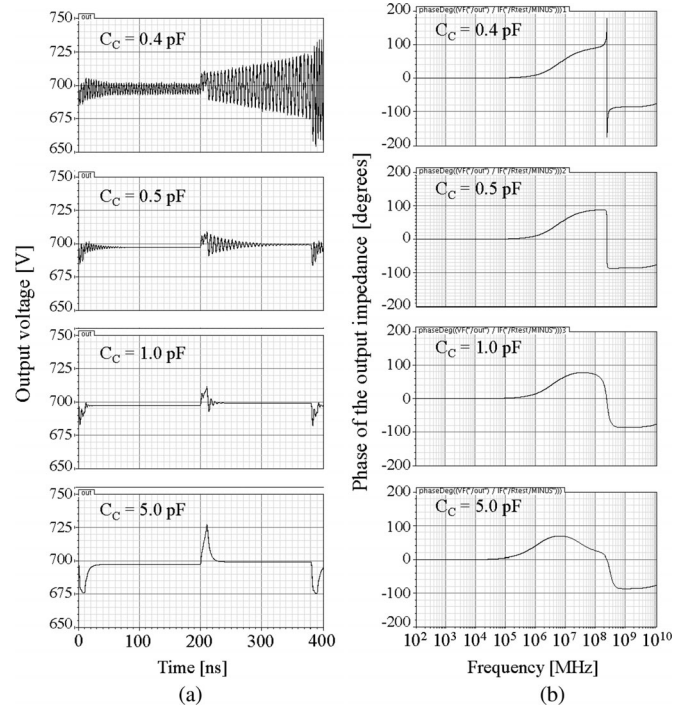 out
750
725
700
675
650
C_C = 0.4 pF
out
750
725
700
675
650
C_C = 0.5 pF
out
750
725
700
675
650
C_C = 1.0 pF
out
750
725
700
675
650
C_C = 5.0 pF
0 100 200 300 400
Output voltage [V]
Time [ns]
(a)
phaseDeg((VF("/out") / IF("/Rtest/MINUS")))1
200
100
0
-100
-200
C_C = 0.4 pF
phaseDeg((VF("/out") / IF("/Rtest/MINUS")))2
200
100
0
-100
-200
C_C = 0.5 pF
phaseDeg((VF("/out") / IF("/Rtest/MINUS")))3
200
100
0
-100
-200
C_C = 1.0 pF
phaseDeg((VF("/out") / IF("/Rtest/MINUS")))
200
100
0
-100
-200
C_C = 5.0 pF
10^2 10^3 10^4 10^5 10^6 10^7 10^8 10^9 10^10
Phase of the output impedance [degrees]
Frequency [MHz]
(b)